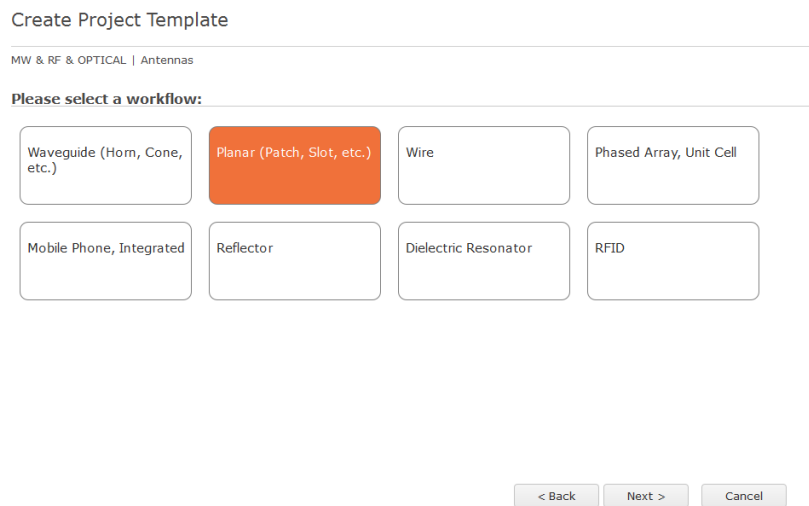 Create Project Template
MW & RF & OPTICAL | Antennas
Please select a workflow:
Waveguide (Horn, Cone,
etc.)
Planar (Patch, Slot, etc.)
Wire
Phased Array, Unit Cell
Mobile Phone, Integrated
Reflector
Dielectric Resonator
RFID
< Back
Next >
Cancel